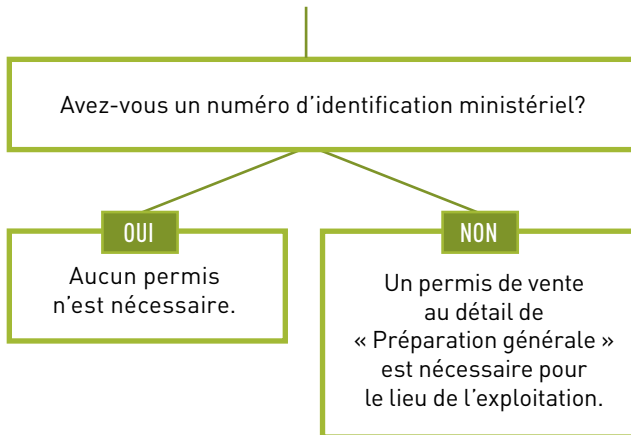 Avez-vous un numéro d’identification ministériel?
OUI
Aucun permis
n’est nécessaire.
NON
Un permis de vente
au détail de
« Préparation générale »
est nécessaire pour
le lieu de l’exploitation.